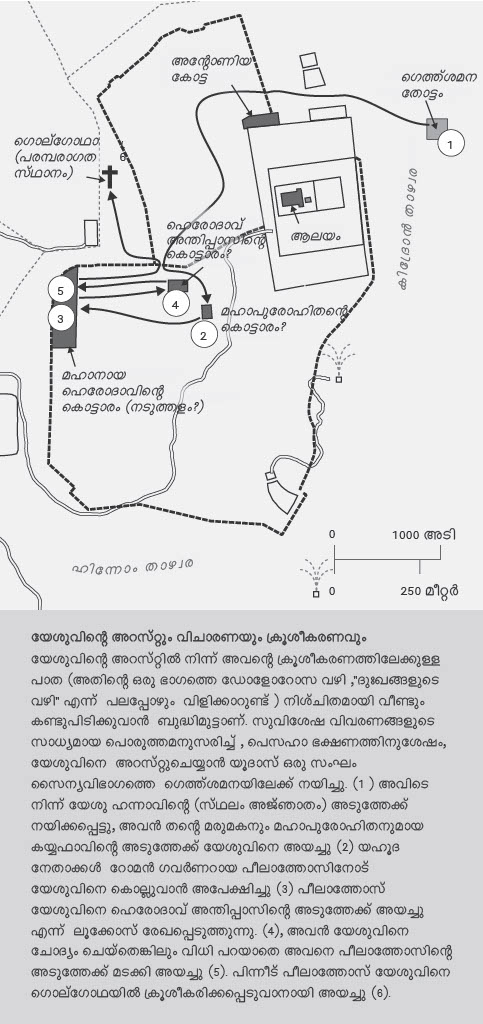 അന്റോണിയ
കോട്ട
ഗെത്ത്ശമന
തോട്ടം
1
ഗൊല്ഗോഥാ
(പരമ്പരാഗത
സ്ഥാനം)
6
കിദ്രോൻ താഴ്വര
ഹെരോദാവ്
അന്തിപ്പാസിന്റെ
കൊട്ടാരം?
ആലയം
5
4
3
2
മഹാപുരോഹിതന്റെ
കൊട്ടാരം?
മഹാനായ
ഹെരോദാവിന്റെ
കൊട്ടാരം (നടുത്തളം?)
ഹിന്നോം താഴ്വര
0 1000 അടി
0 250 മീറ്റർ
യേശുവിന്റെ അറസ്റ്റും വിചാരണയും ക്രൂശീകരണവും
യേശുവിന്റെ അറസ്റ്റിൽ നിന്ന് അവന്റെ ക്രൂശീകരണത്തിലേക്കുള്ള
പാത (അതിന്റെ ഒരു ഭാഗത്തെ ഡോളോറോസ വഴി ,"ദുഃഖങ്ങളുടെ
വഴി" എന്ന് പലപ്പോഴും വിളിക്കാറുണ്ട് ) നിശ്ചിതമായി വീണ്ടും
കണ്ടുപിടിക്കുവാൻ ബുദ്ധിമുട്ടാണ്. സുവിശേഷ വിവരണങ്ങളുടെ
സാധ്യമായ പൊരുത്തമനുസരിച്ച് , പെസഹാ ഭക്ഷണത്തിനുശേഷം,
യേശുവിനെ അറസ്റ്റുചെയ്യാൻ യൂദാസ് ഒരു സംഘം
സൈന്യവിഭാഗത്തെ ഗെത്ത്ശമനയിലേക്ക് നയിച്ചു. (1 ) അവിടെ
നിന്ന് യേശു ഹന്നാവിന്റെ (സ്ഥലം അജ്ഞാതം) അടുത്തേക്ക്
നയിക്കപ്പെട്ടു, അവൻ തന്റെ മരുമകനും മഹാപുരോഹിതനുമായ
കയ്യഫാവിന്റെ അടുത്തേക്ക് യേശുവിനെ അയച്ചു (2) യഹൂദ
നേതാക്കൾ റോമൻ ഗവർണറായ പീലാത്തോസിനോട്
യേശുവിനെ കൊല്ലുവാൻ അപേക്ഷിച്ചു (3) പീലാത്തോസ്
യേശുവിനെ ഹെരോദാവ് അന്തിപ്പാസിന്റെ അടുത്തേക്ക് അയച്ചു
എന്ന് ലൂക്കോസ് രേഖപ്പെടുത്തുന്നു. (4), അവൻ യേശുവിനെ
ചോദ്യം ചെയ്തെങ്കിലും വിധി പറയാതെ അവനെ പീലാത്തോസിന്റെ
അടുത്തേക്ക് മടക്കി അയച്ചു (5). പിന്നീട് പീലാത്തോസ് യേശുവിനെ
ഗൊല്ഗോഥയിൽ ക്രൂശീകരിക്കപ്പെടുവാനായി അയച്ചു (6).